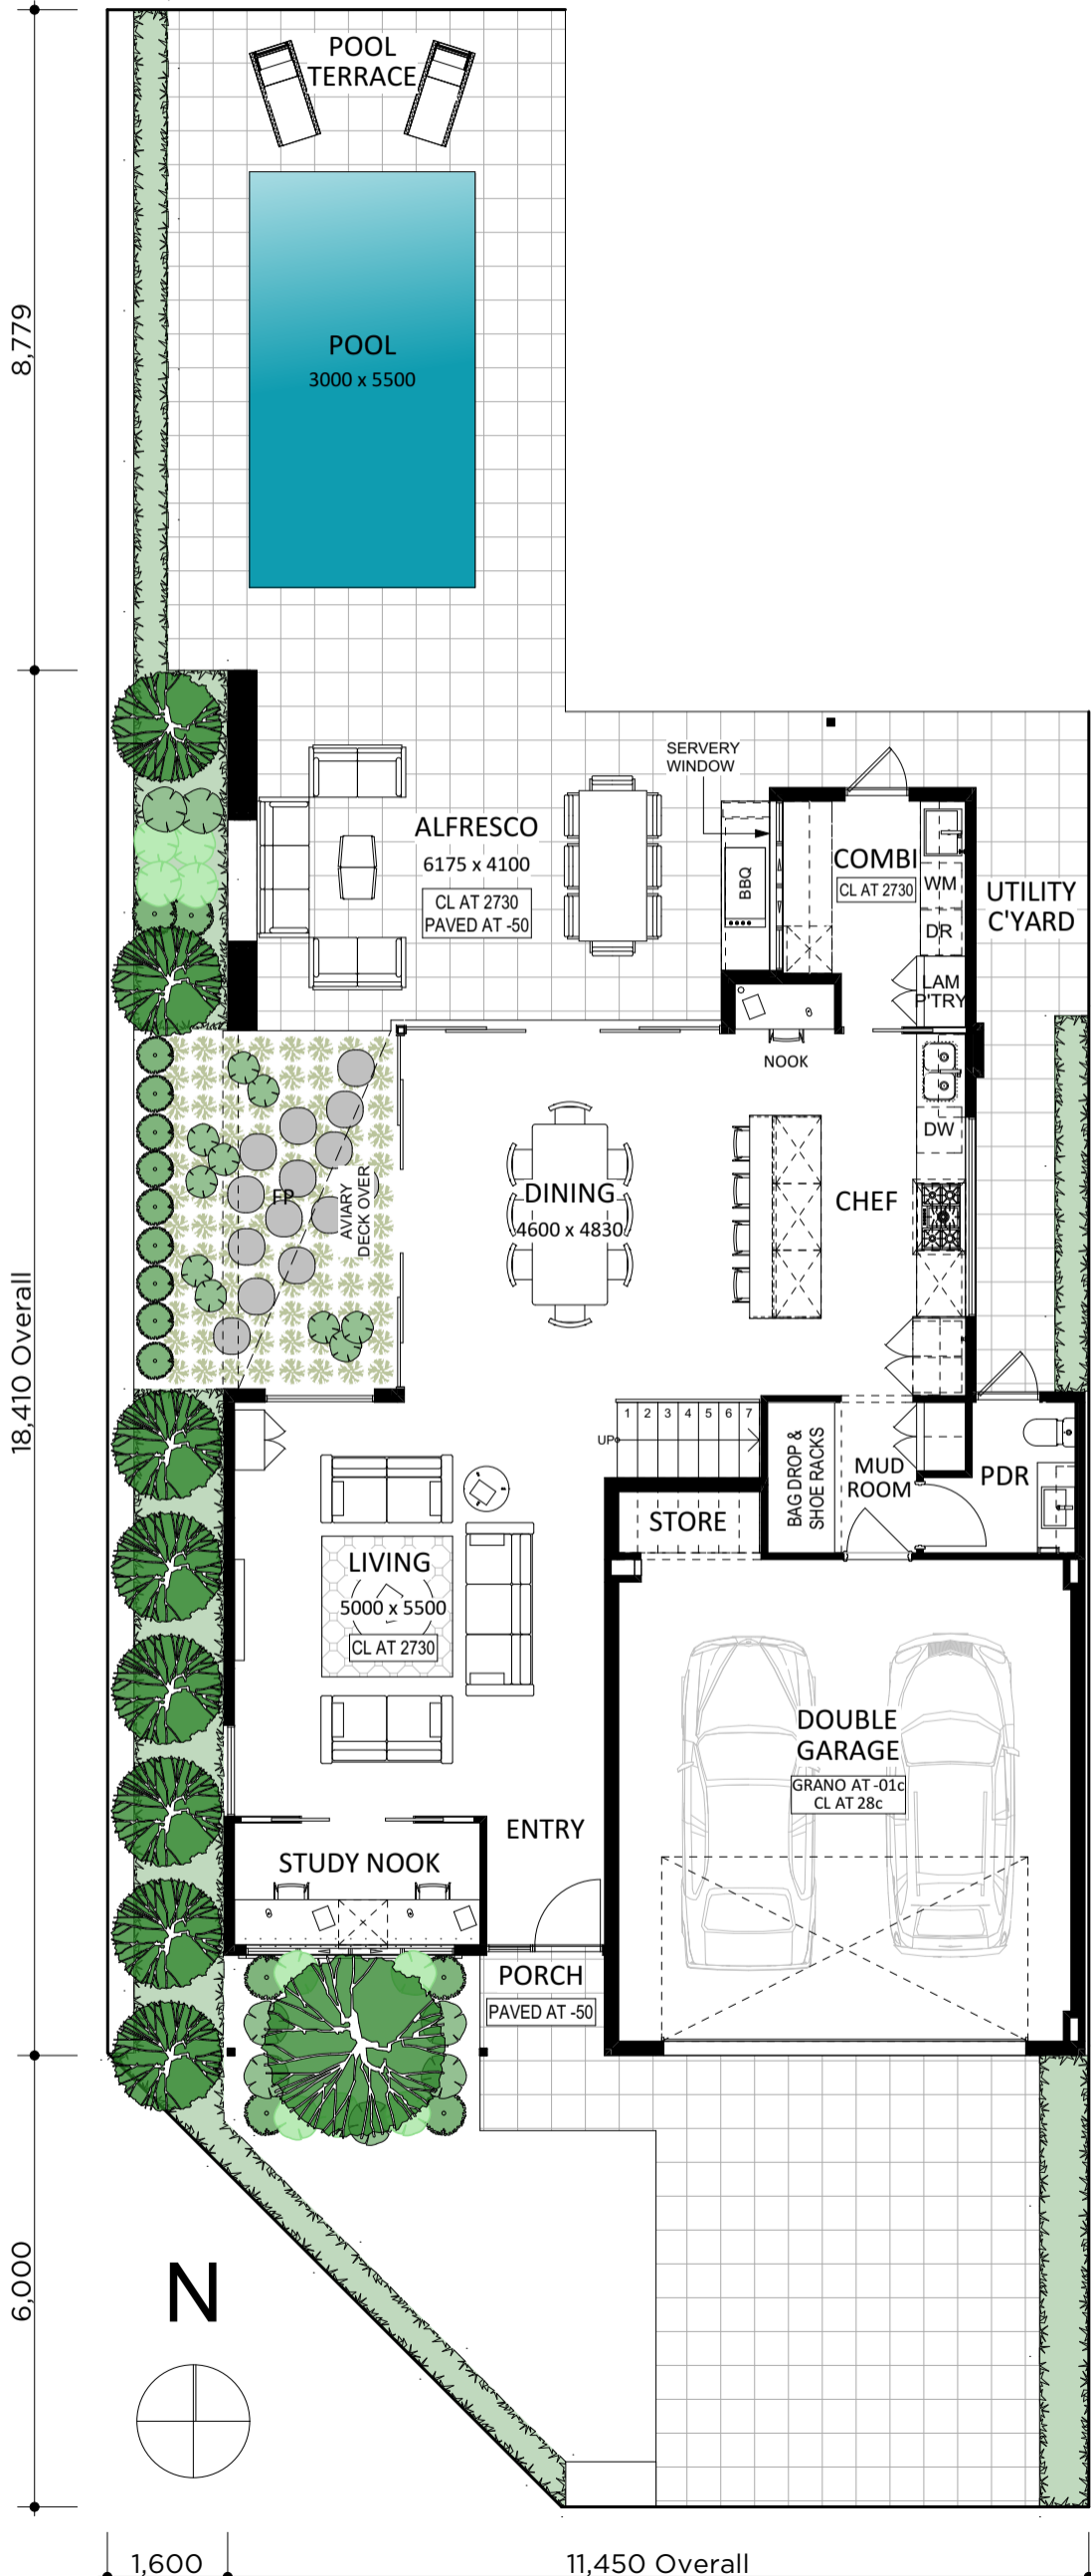 POOL
TERRACE
8,779
POOL
3000 x 5500
SERVERY
WINDOW
ALFRESCO
6175 x 4100
CL AT 2730
PAVED AT -50
BBQ
COMBI
CL AT 2730
WM
DR
LAM
P'TRY
UTILITY
C'YARD
NOOK
DW
DINING
4600 x 4830
CHEF
FP
AVIARY
DECK OVER
18,410 Overall
UP
1 2 3 4 5 6 7
BAG DROP &
SHOE RACKS
MUD
ROOM
PDR
STORE
LIVING
5000 x 5500
CL AT 2730
DOUBLE
GARAGE
GRANO AT -01c
CL AT 28c
ENTRY
STUDY NOOK
PORCH
PAVED AT -50
6,000
N
1,600
11,450 Overall